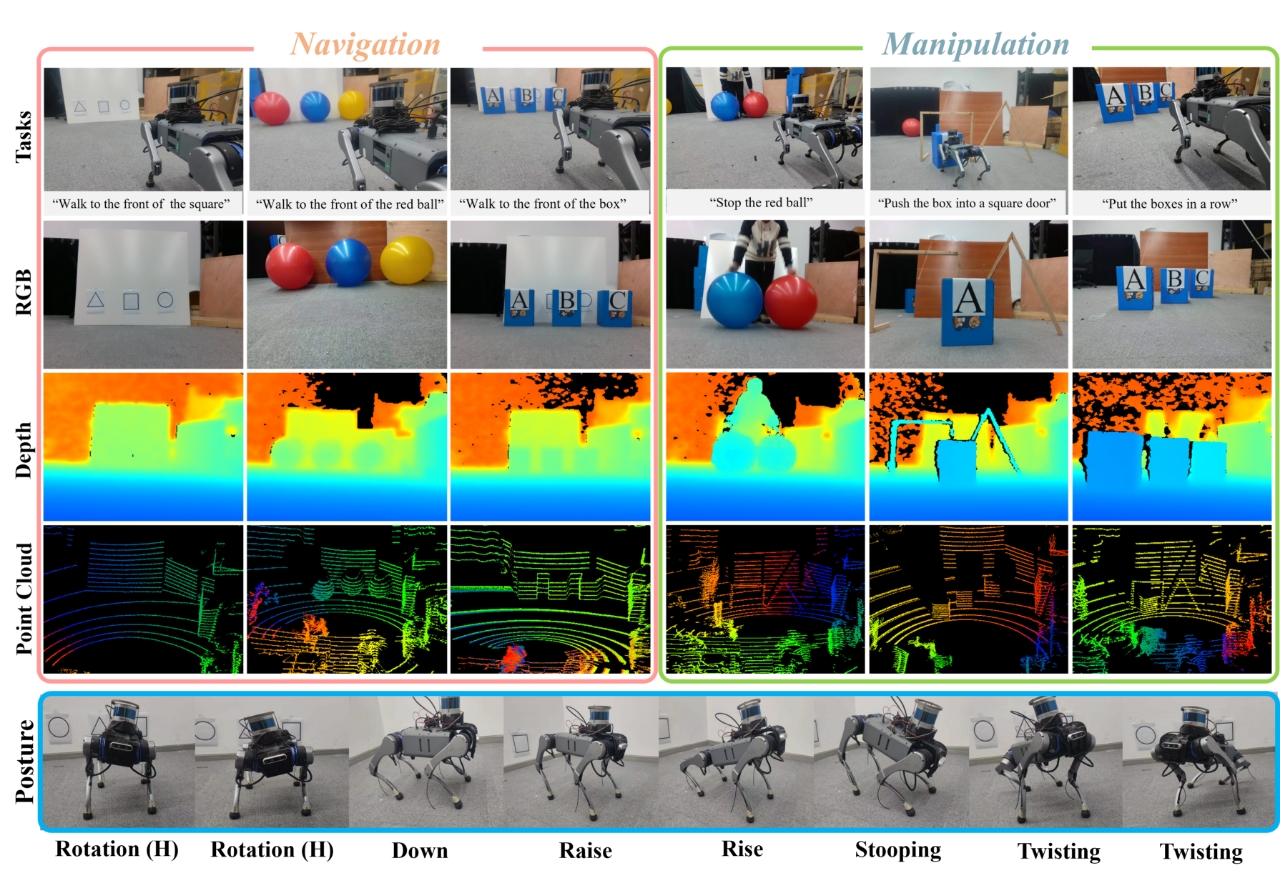 Navigation
Manipulation
Tasks
"Walk to the front of the square"
"Walk to the front of the red ball"
"Walk to the front of the box"
"Stop the red ball"
"Push the box into a square door"
"Put the boxes in a row"
A B C
A B C
RGB
A B C
A
A B C
Depth
Point Cloud
Posture
Rotation (H)
Rotation (H)
Down
Raise
Rise
Stooping
Twisting
Twisting